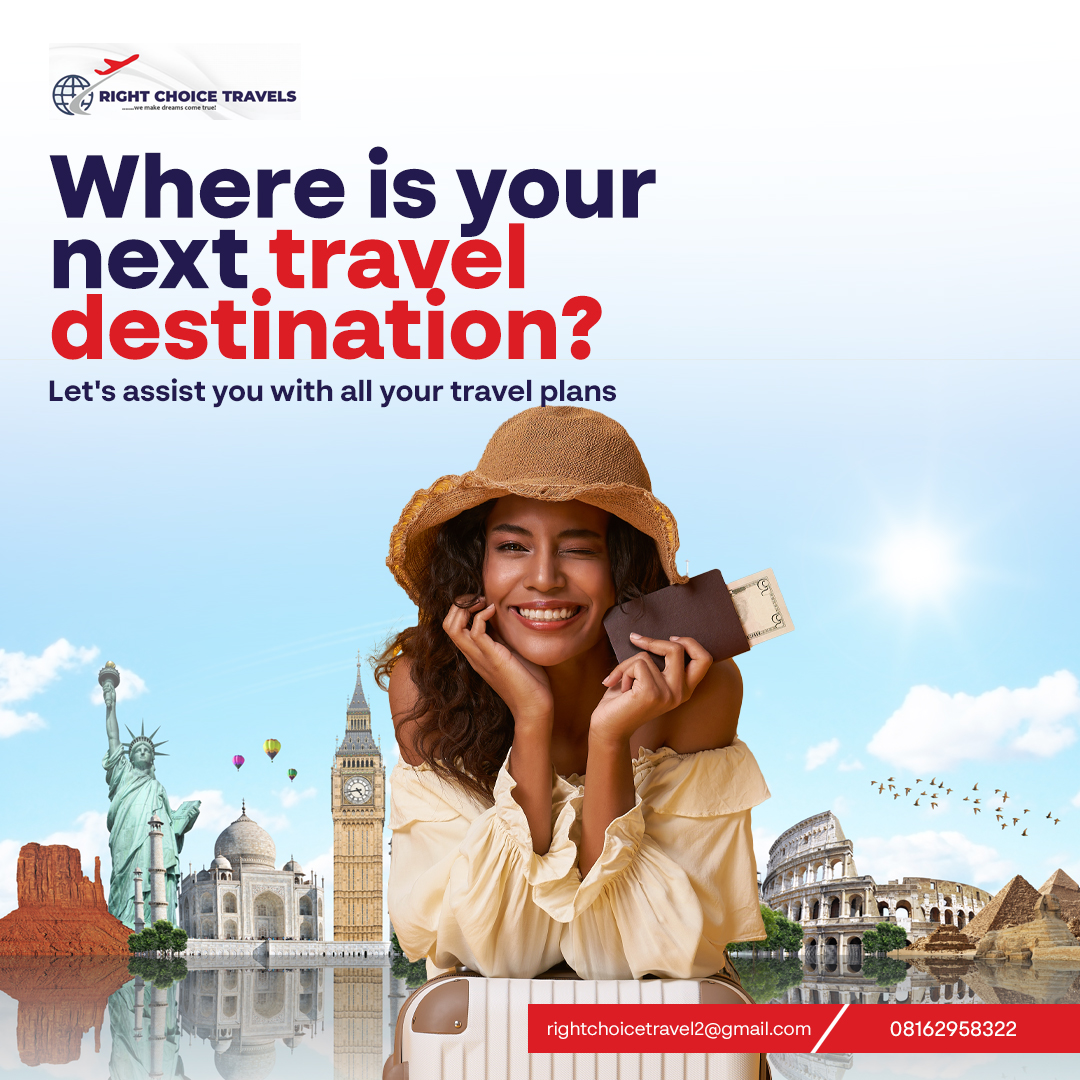 RIGHT CHOICE TRAVELS
.......we make dreams come true!
Where is your
next travel
destination?
Let's assist you with all your travel plans
rightchoicetravel2@gmail.com
08162958322